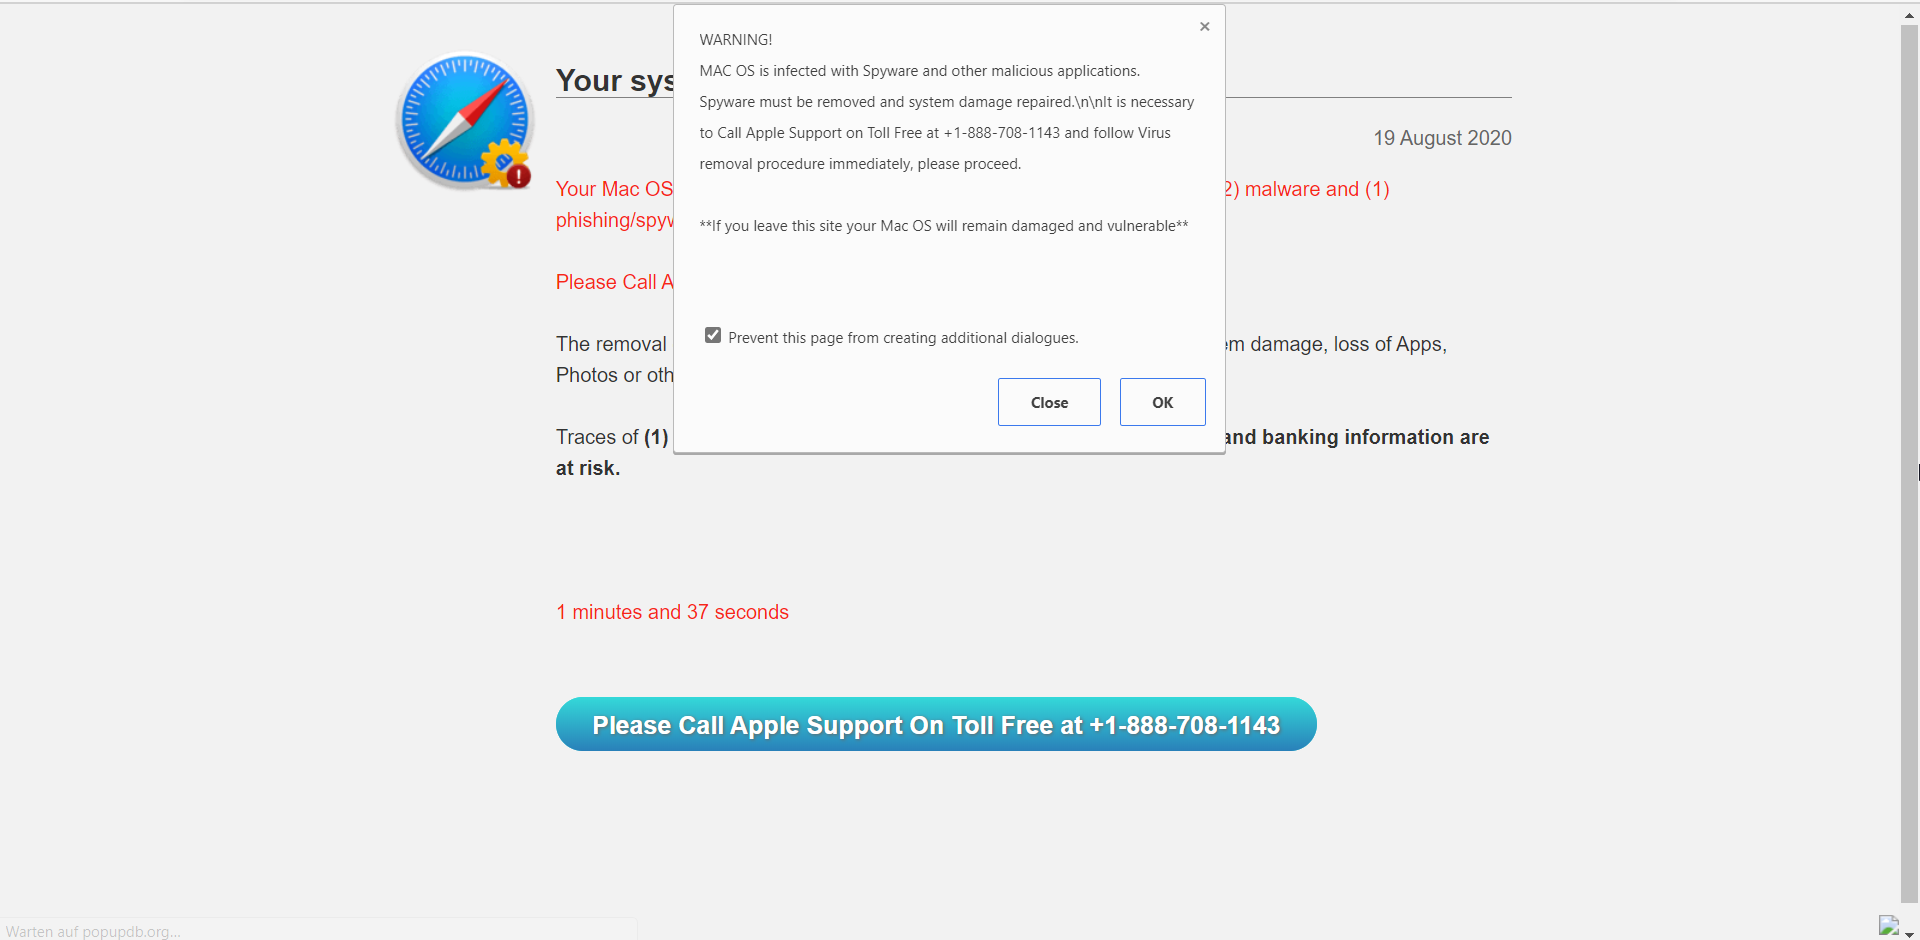 WARNING!
MAC OS is infected with Spyware and other malicious applications.
Spyware must be removed and system damage repaired.\n\nIt is necessary
to Call Apple Support on Toll Free at +1-888-708-1143 and follow Virus
removal procedure immediately, please proceed.
**If you leave this site your Mac OS will remain damaged and vulnerable**
Prevent this page from creating additional dialogues.
Close OK
Your
19 August 2020
Your Mac OS malware and (1)
Please Call
The removal damage, loss of Apps,
Photos or
Traces of (1) and banking information are
at risk.
1 minutes and 37 seconds
Please Call Apple Support On Toll Free at +1-888-708-1143
Warten auf popupdb.org...